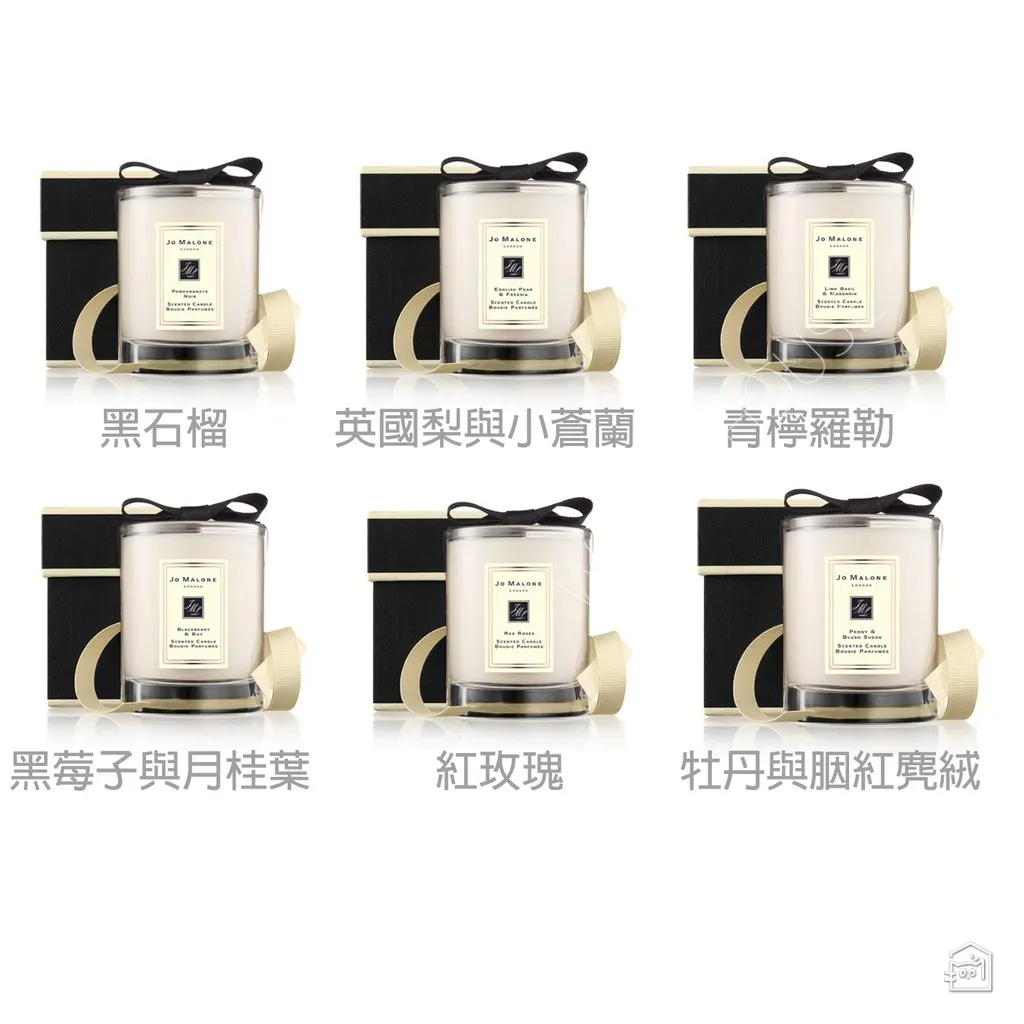 JO MALONE
LONDON
POMEGRANATE
NOIR
SCENTED CANDLE
BOUGIE PARFUMÉE
黑石榴
JO MALONE
LONDON
ENGLISH PEAR
& FREESIA
SCENTED CANDLE
BOUGIE PARFUMÉE
英國梨與小蒼蘭
JO MALONE
LONDON
LIME BASIL
& MANDARIN
SCENTED CANDLE
BOUGIE PARFUMÉE
青檸羅勒
JO MALONE
LONDON
BLACKBERRY
& BAY
SCENTED CANDLE
BOUGIE PARFUMÉE
黑莓子與月桂葉
JO MALONE
LONDON
RED ROSES
SCENTED CANDLE
BOUGIE PARFUMÉE
紅玫瑰
JO MALONE
LONDON
PEONY &
BLUSH SUEDE
SCENTED CANDLE
BOUGIE PARFUMÉE
牡丹與胭紅麂絨